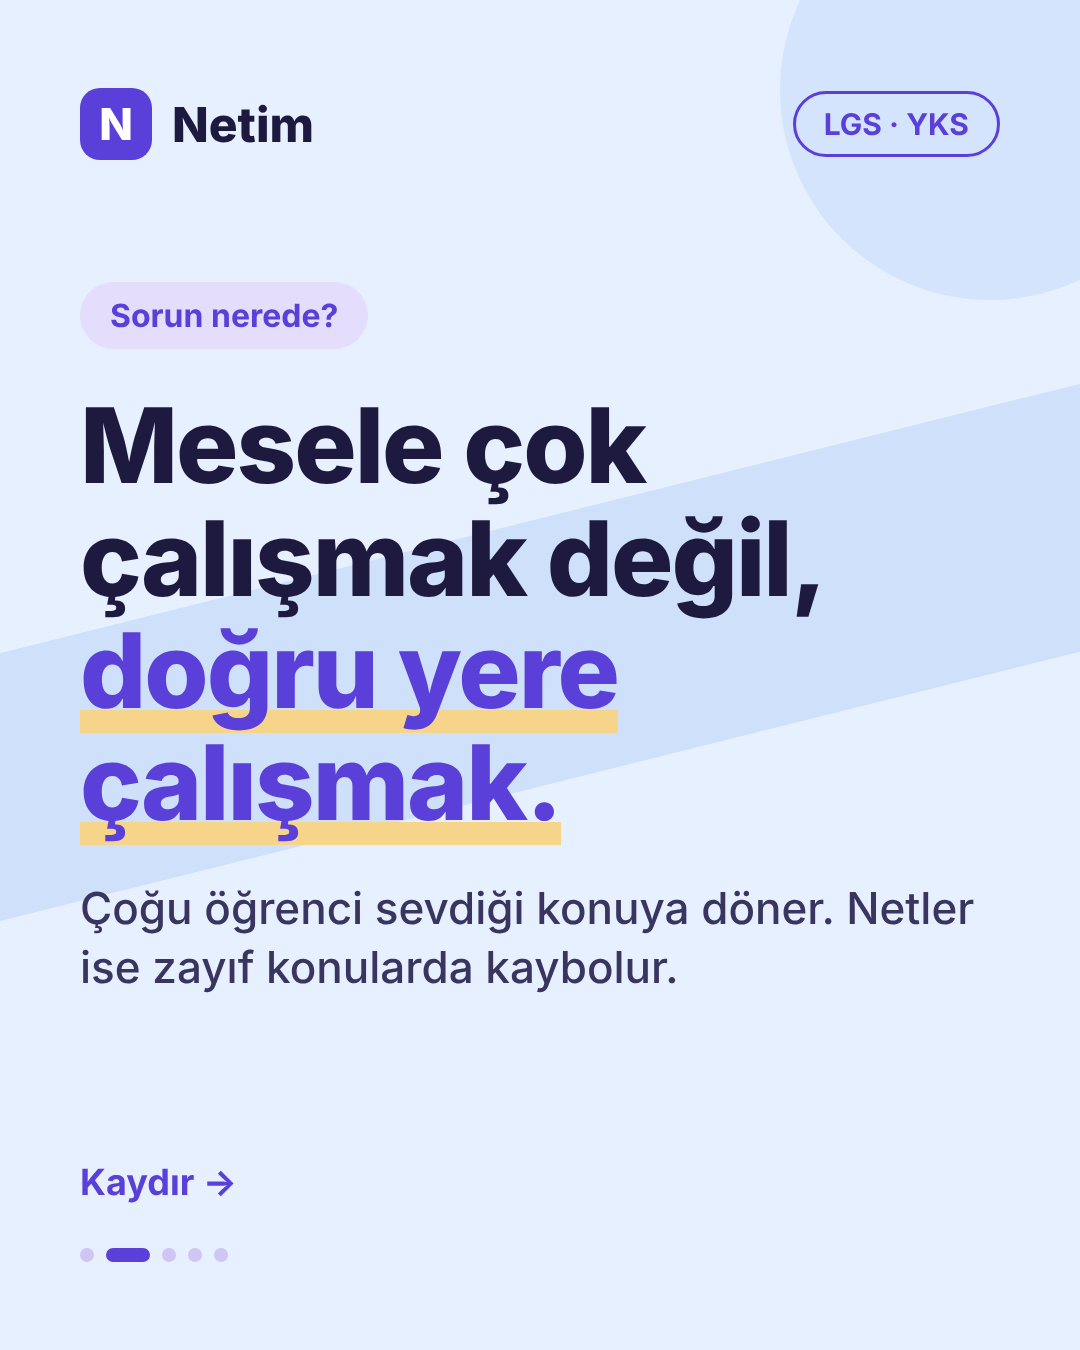 N Netim
LGS · YKS
Sorun nerede?
Mesele çok
çalışmak değil,
doğru yere
çalışmak.
Çoğu öğrenci sevdiği konuya döner. Netler
ise zayıf konularda kaybolur.
Kaydır →